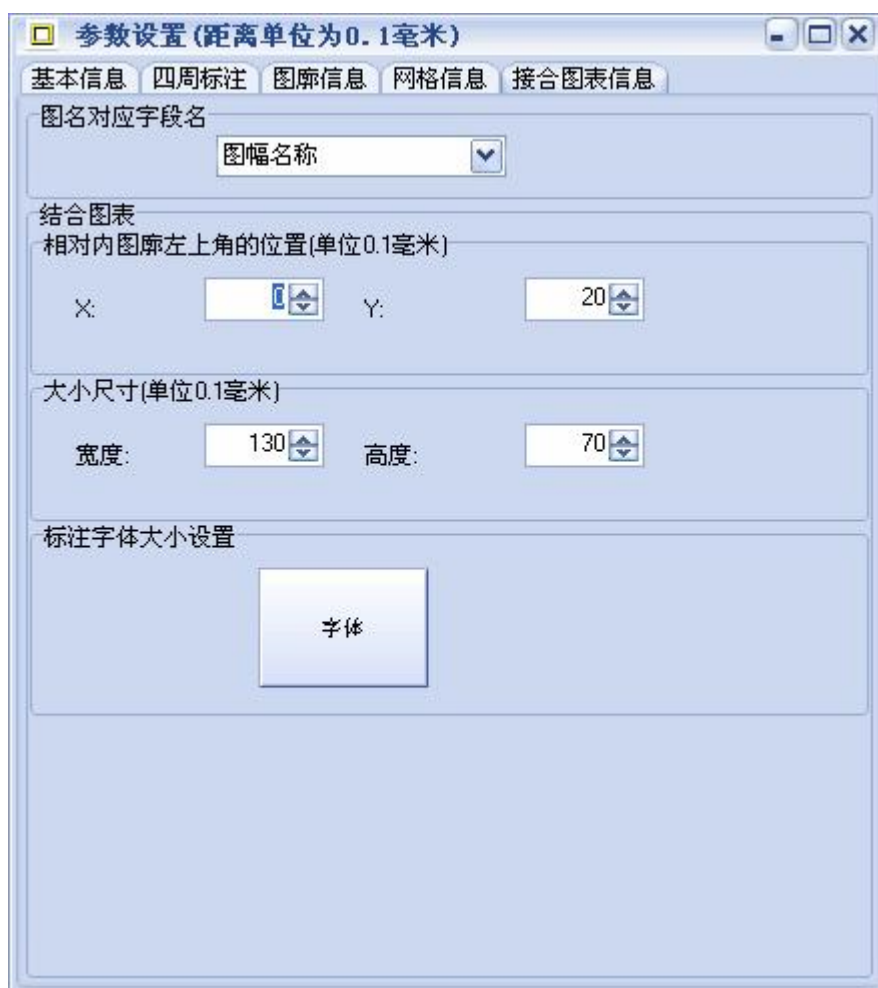 参数设置(距离单位为0.1毫米)
基本信息 四周标注 图廓信息 网格信息 接合图表信息
图名对应字段名
图幅名称
结合图表
相对内图廓左上角的位置(单位0.1毫米)
X: 0 Y: 20
大小尺寸(单位0.1毫米)
宽度: 130 高度: 70
标注字体大小设置
字体